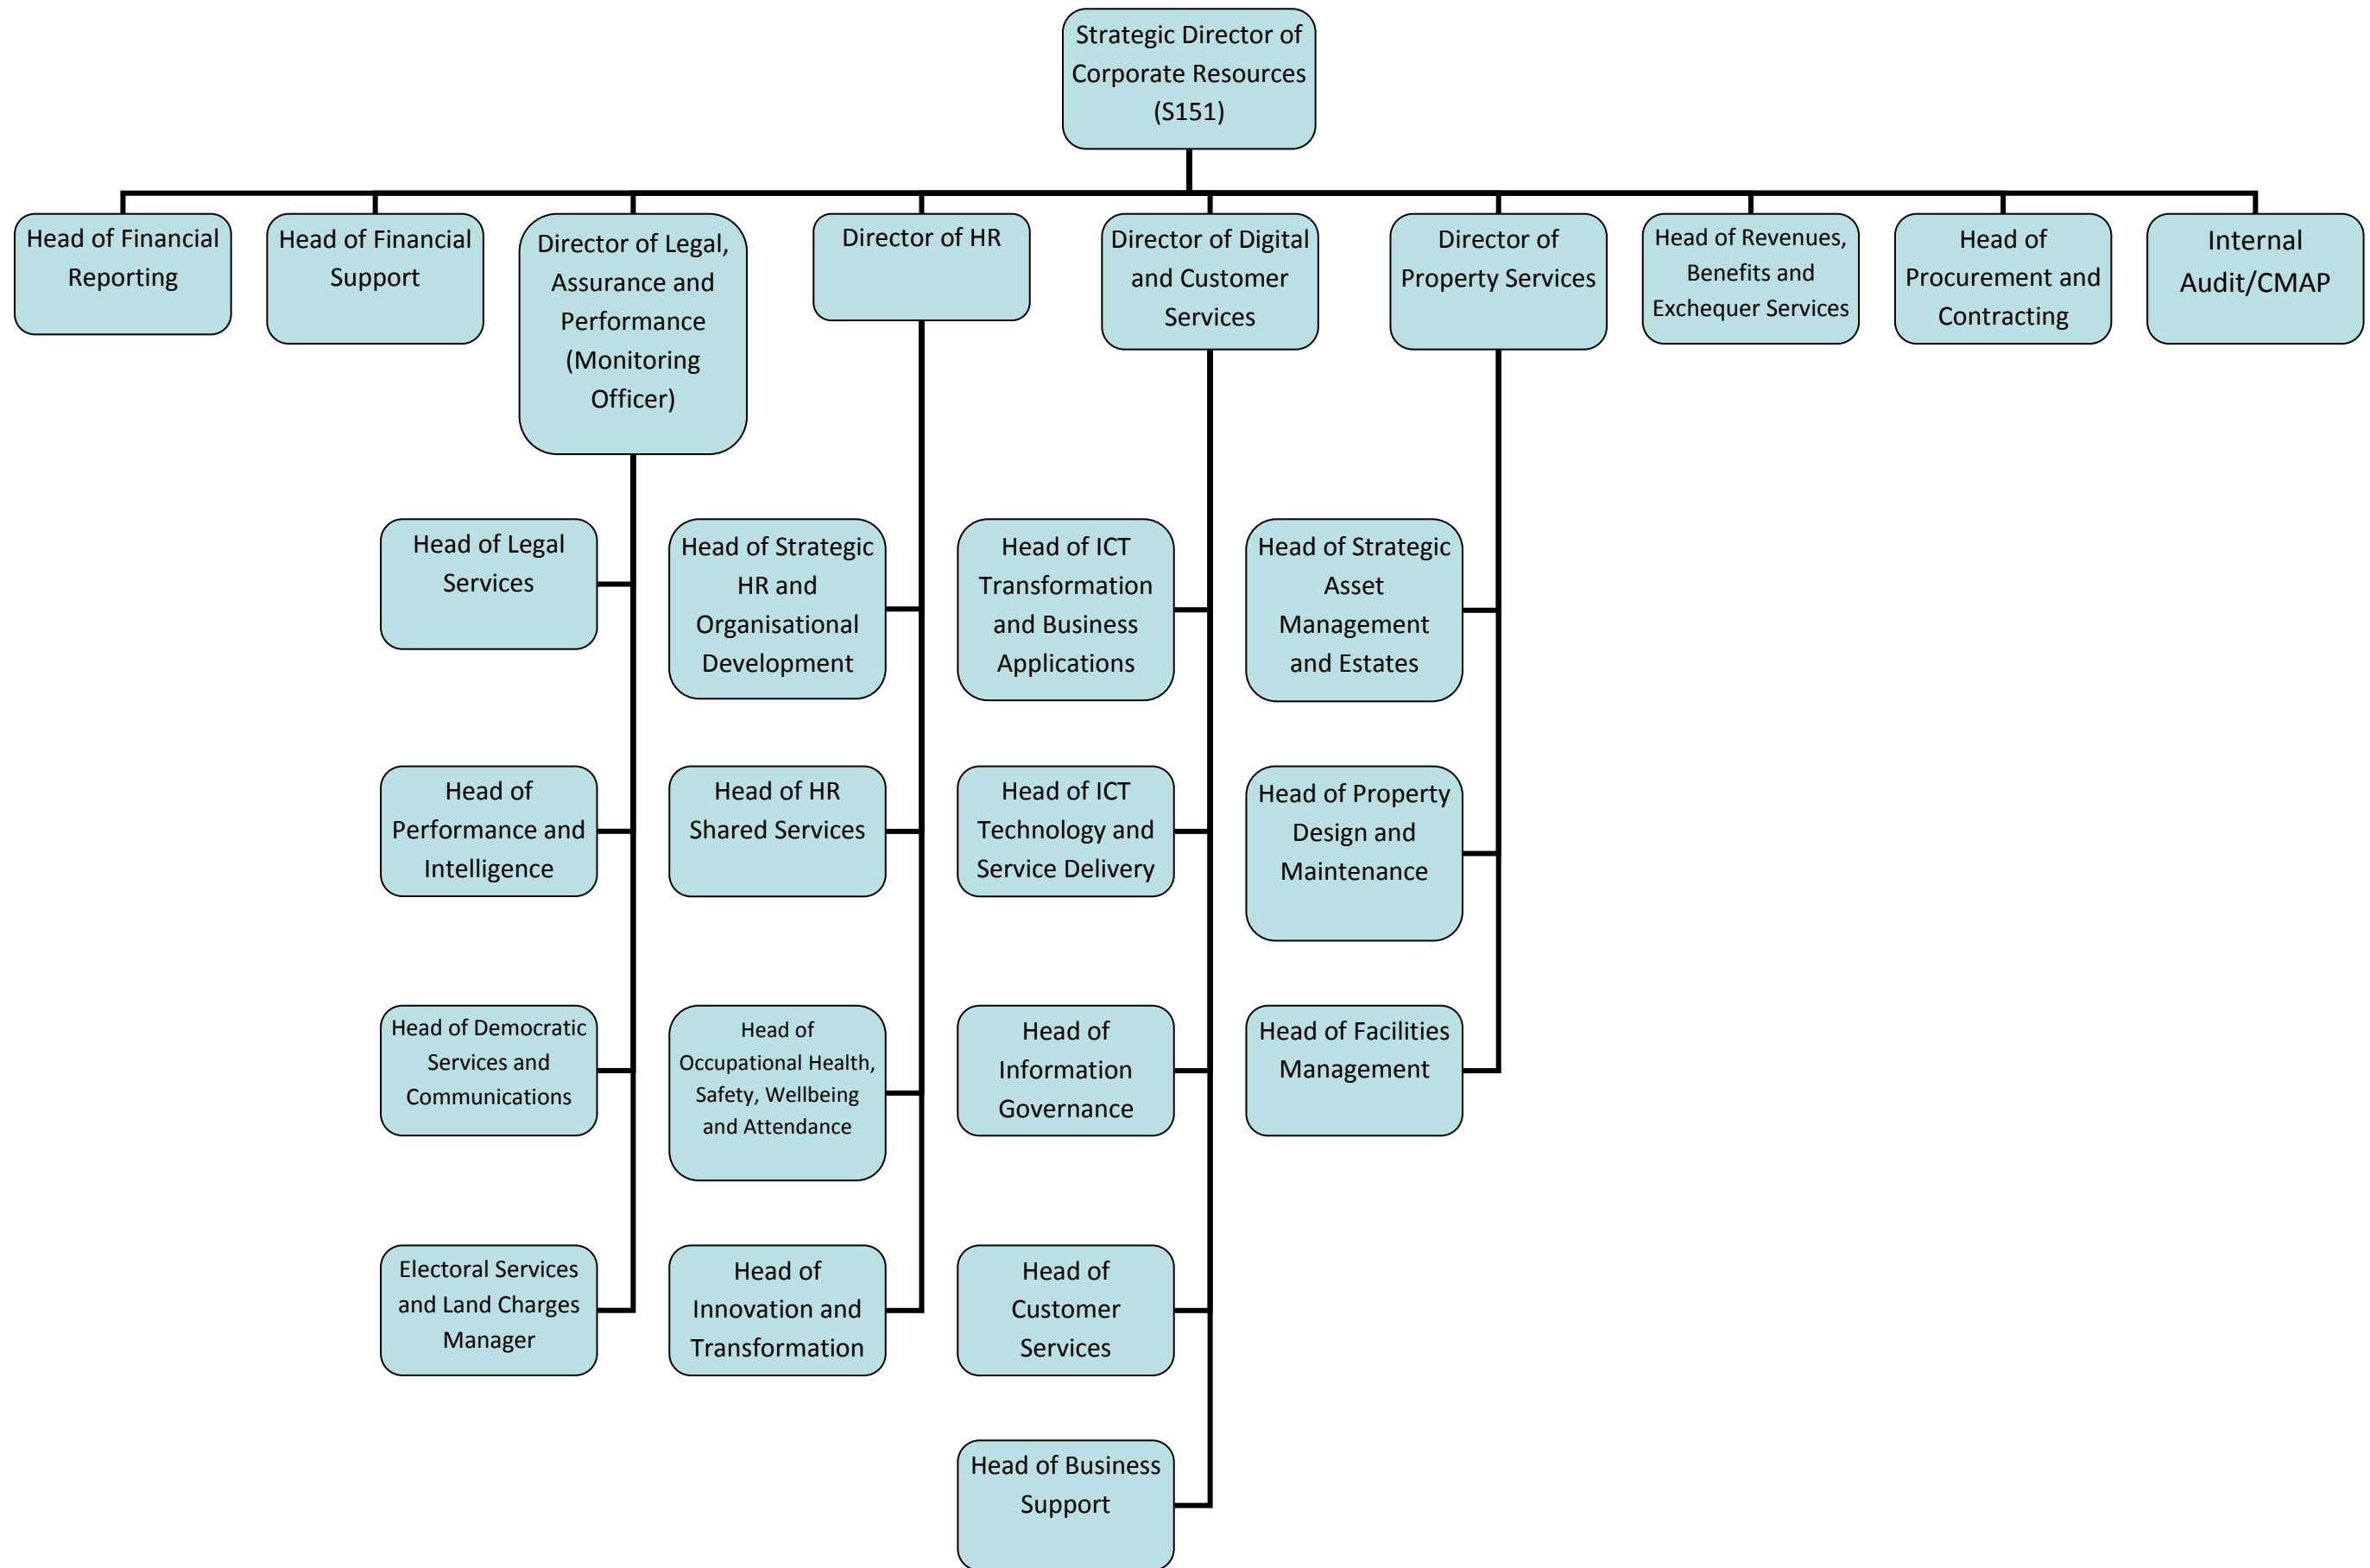 Strategic Director of
Corporate Resources
(S151)
Head of Financial
Reporting
Head of Financial
Support
Director of Legal,
Assurance and
Performance
(Monitoring
Officer)
Director of HR
Director of Digital
and Customer
Services
Director of
Property Services
Head of Revenues,
Benefits and
Exchequer Services
Head of
Procurement and
Contracting
Internal
Audit/CMAP
Head of Legal
Services
Head of Strategic
HR and
Organisational
Development
Head of ICT
Transformation
and Business
Applications
Head of Strategic
Asset
Management
and Estates
Head of
Performance and
Intelligence
Head of HR
Shared Services
Head of ICT
Technology and
Service Delivery
Head of Property
Design and
Maintenance
Head of Democratic
Services and
Communications
Head of
Occupational Health,
Safety, Wellbeing
and Attendance
Head of
Information
Governance
Head of Facilities
Management
Electoral Services
and Land Charges
Manager
Head of
Innovation and
Transformation
Head of
Customer
Services
Head of Business
Support